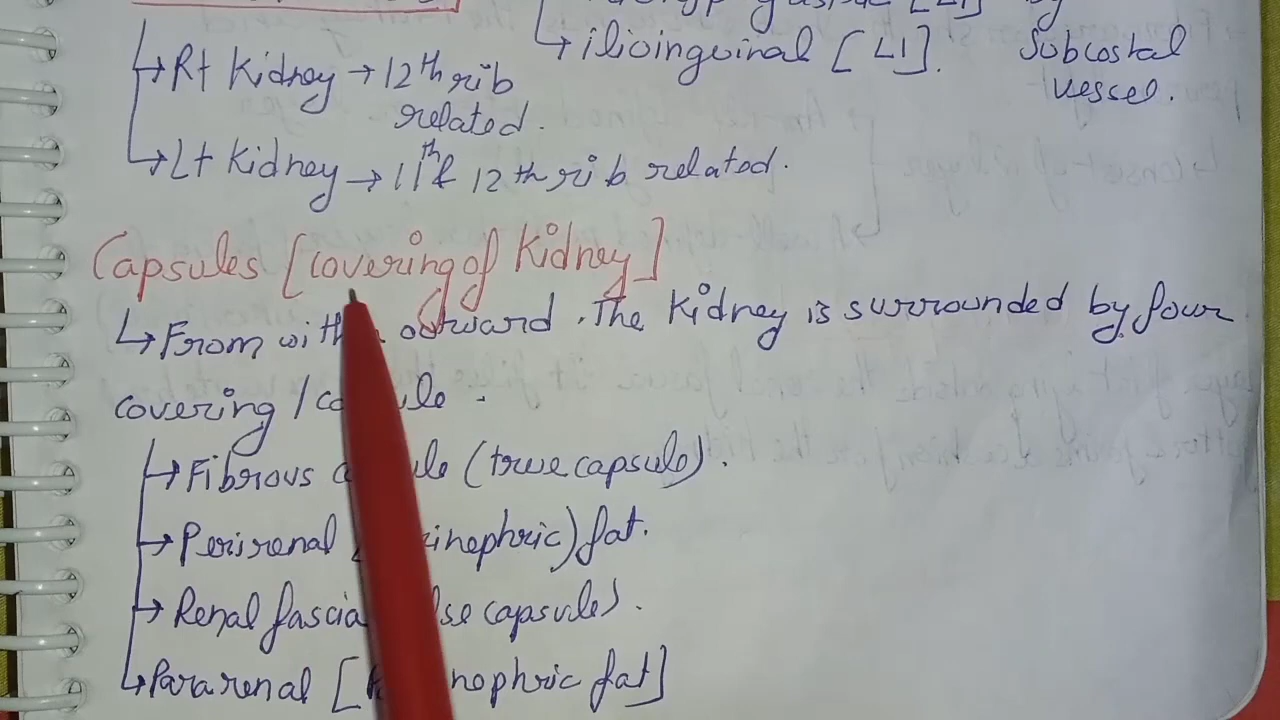 ↳ ilioinguinal [L1]. Subcostal
→ Rt Kidney → 12th rib vessel.
related.
→ Lt Kidney → 11th & 12th rib related.
Capsules [covering of Kidney]
↳ From outward. The Kidney is surrounded by four
covering /
→ Fibrous (true capsule).
→ Perirenal fat.
→ Renal fascia capsule).
↳ Pararenal [ fat]